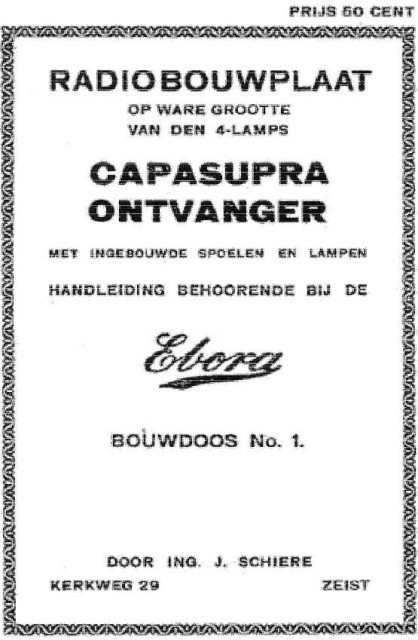 PRIJS 50 CENT
RADIOBOUWPLAAT
OP WARE GROOTTE
VAN DEN 4-LAMPS
CAPASUPRA
ONTVANGER
MET INGEBOUWDE SPOELEN EN LAMPEN
HANDLEIDING BEHOORENDE BIJ DE
Ebora
BOUWDOOS No. 1.
DOOR ING. J. SCHIERE
KERKWEG 29 ZEIST